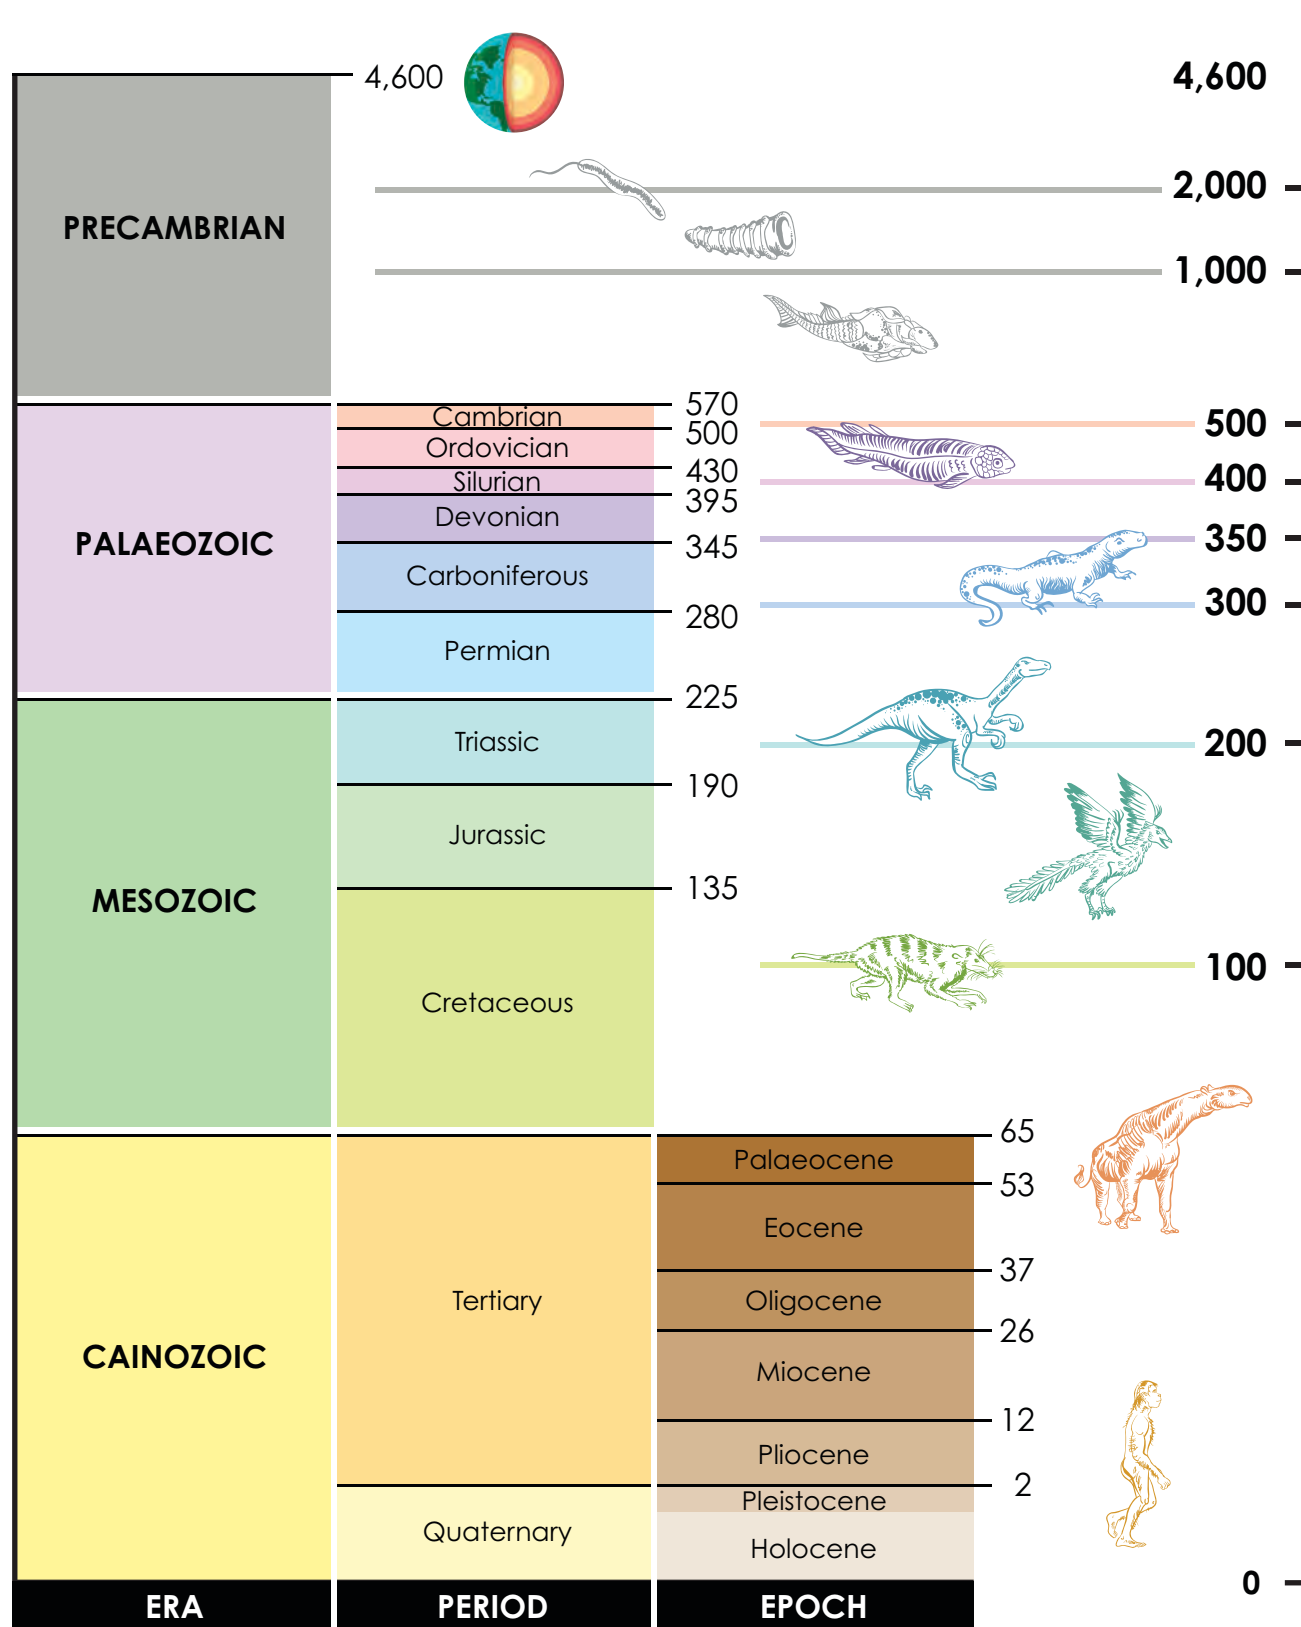 4,600 4,600
2,000
PRECAMBRIAN
1,000
570
Cambrian
500 500
Ordovician
430
Silurian 400
395
Devonian
PALAEOZOIC 350
345
Carboniferous
300
280
Permian
225
Triassic 200
190
Jurassic
135
MESOZOIC
100
Cretaceous
65
Palaeocene
53
Eocene
37
Tertiary Oligocene
26
CAINOZOIC
Miocene
12
Pliocene
2
Pleistocene
Quaternary
Holocene
0
ERA PERIOD EPOCH